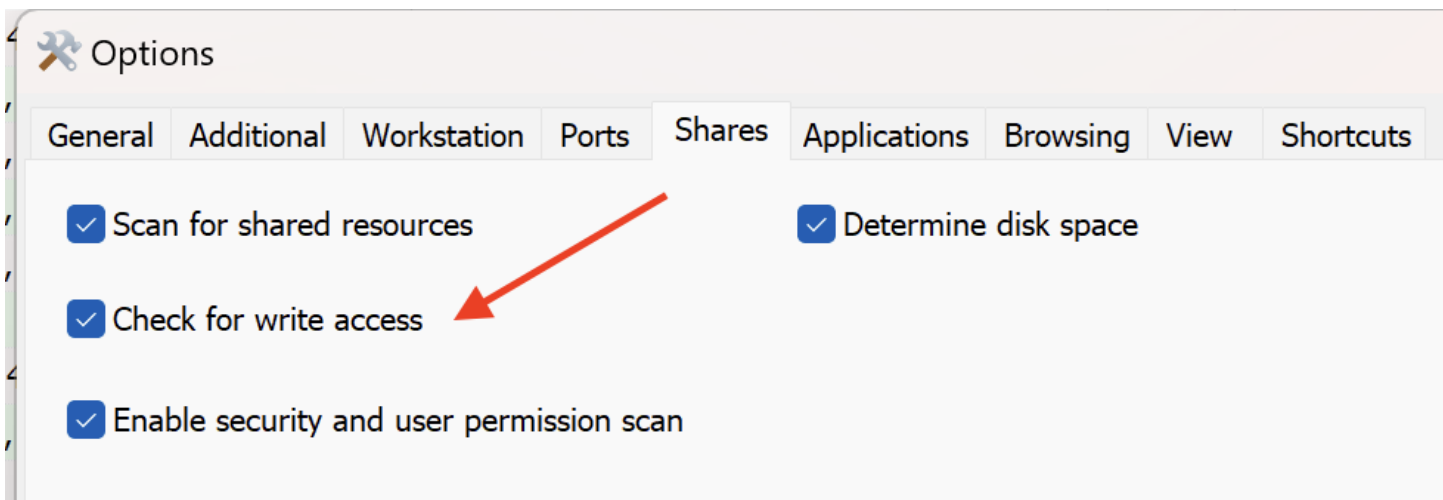 Options
General Additional Workstation Ports Shares Applications Browsing View Shortcuts
Scan for shared resources Determine disk space
Check for write access
Enable security and user permission scan